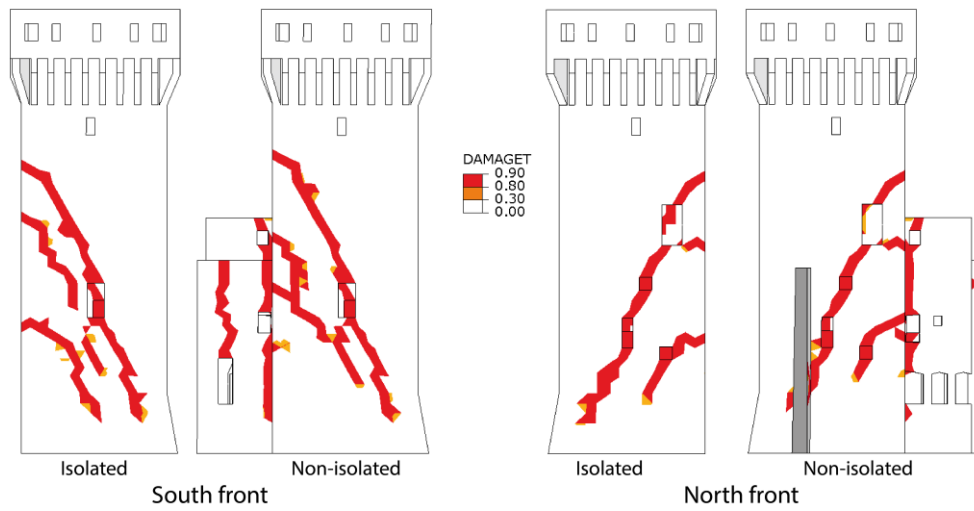 DAMAGET
0.90
0.80
0.30
0.00
Isolated
Non-isolated
Isolated
Non-isolated
South front
North front